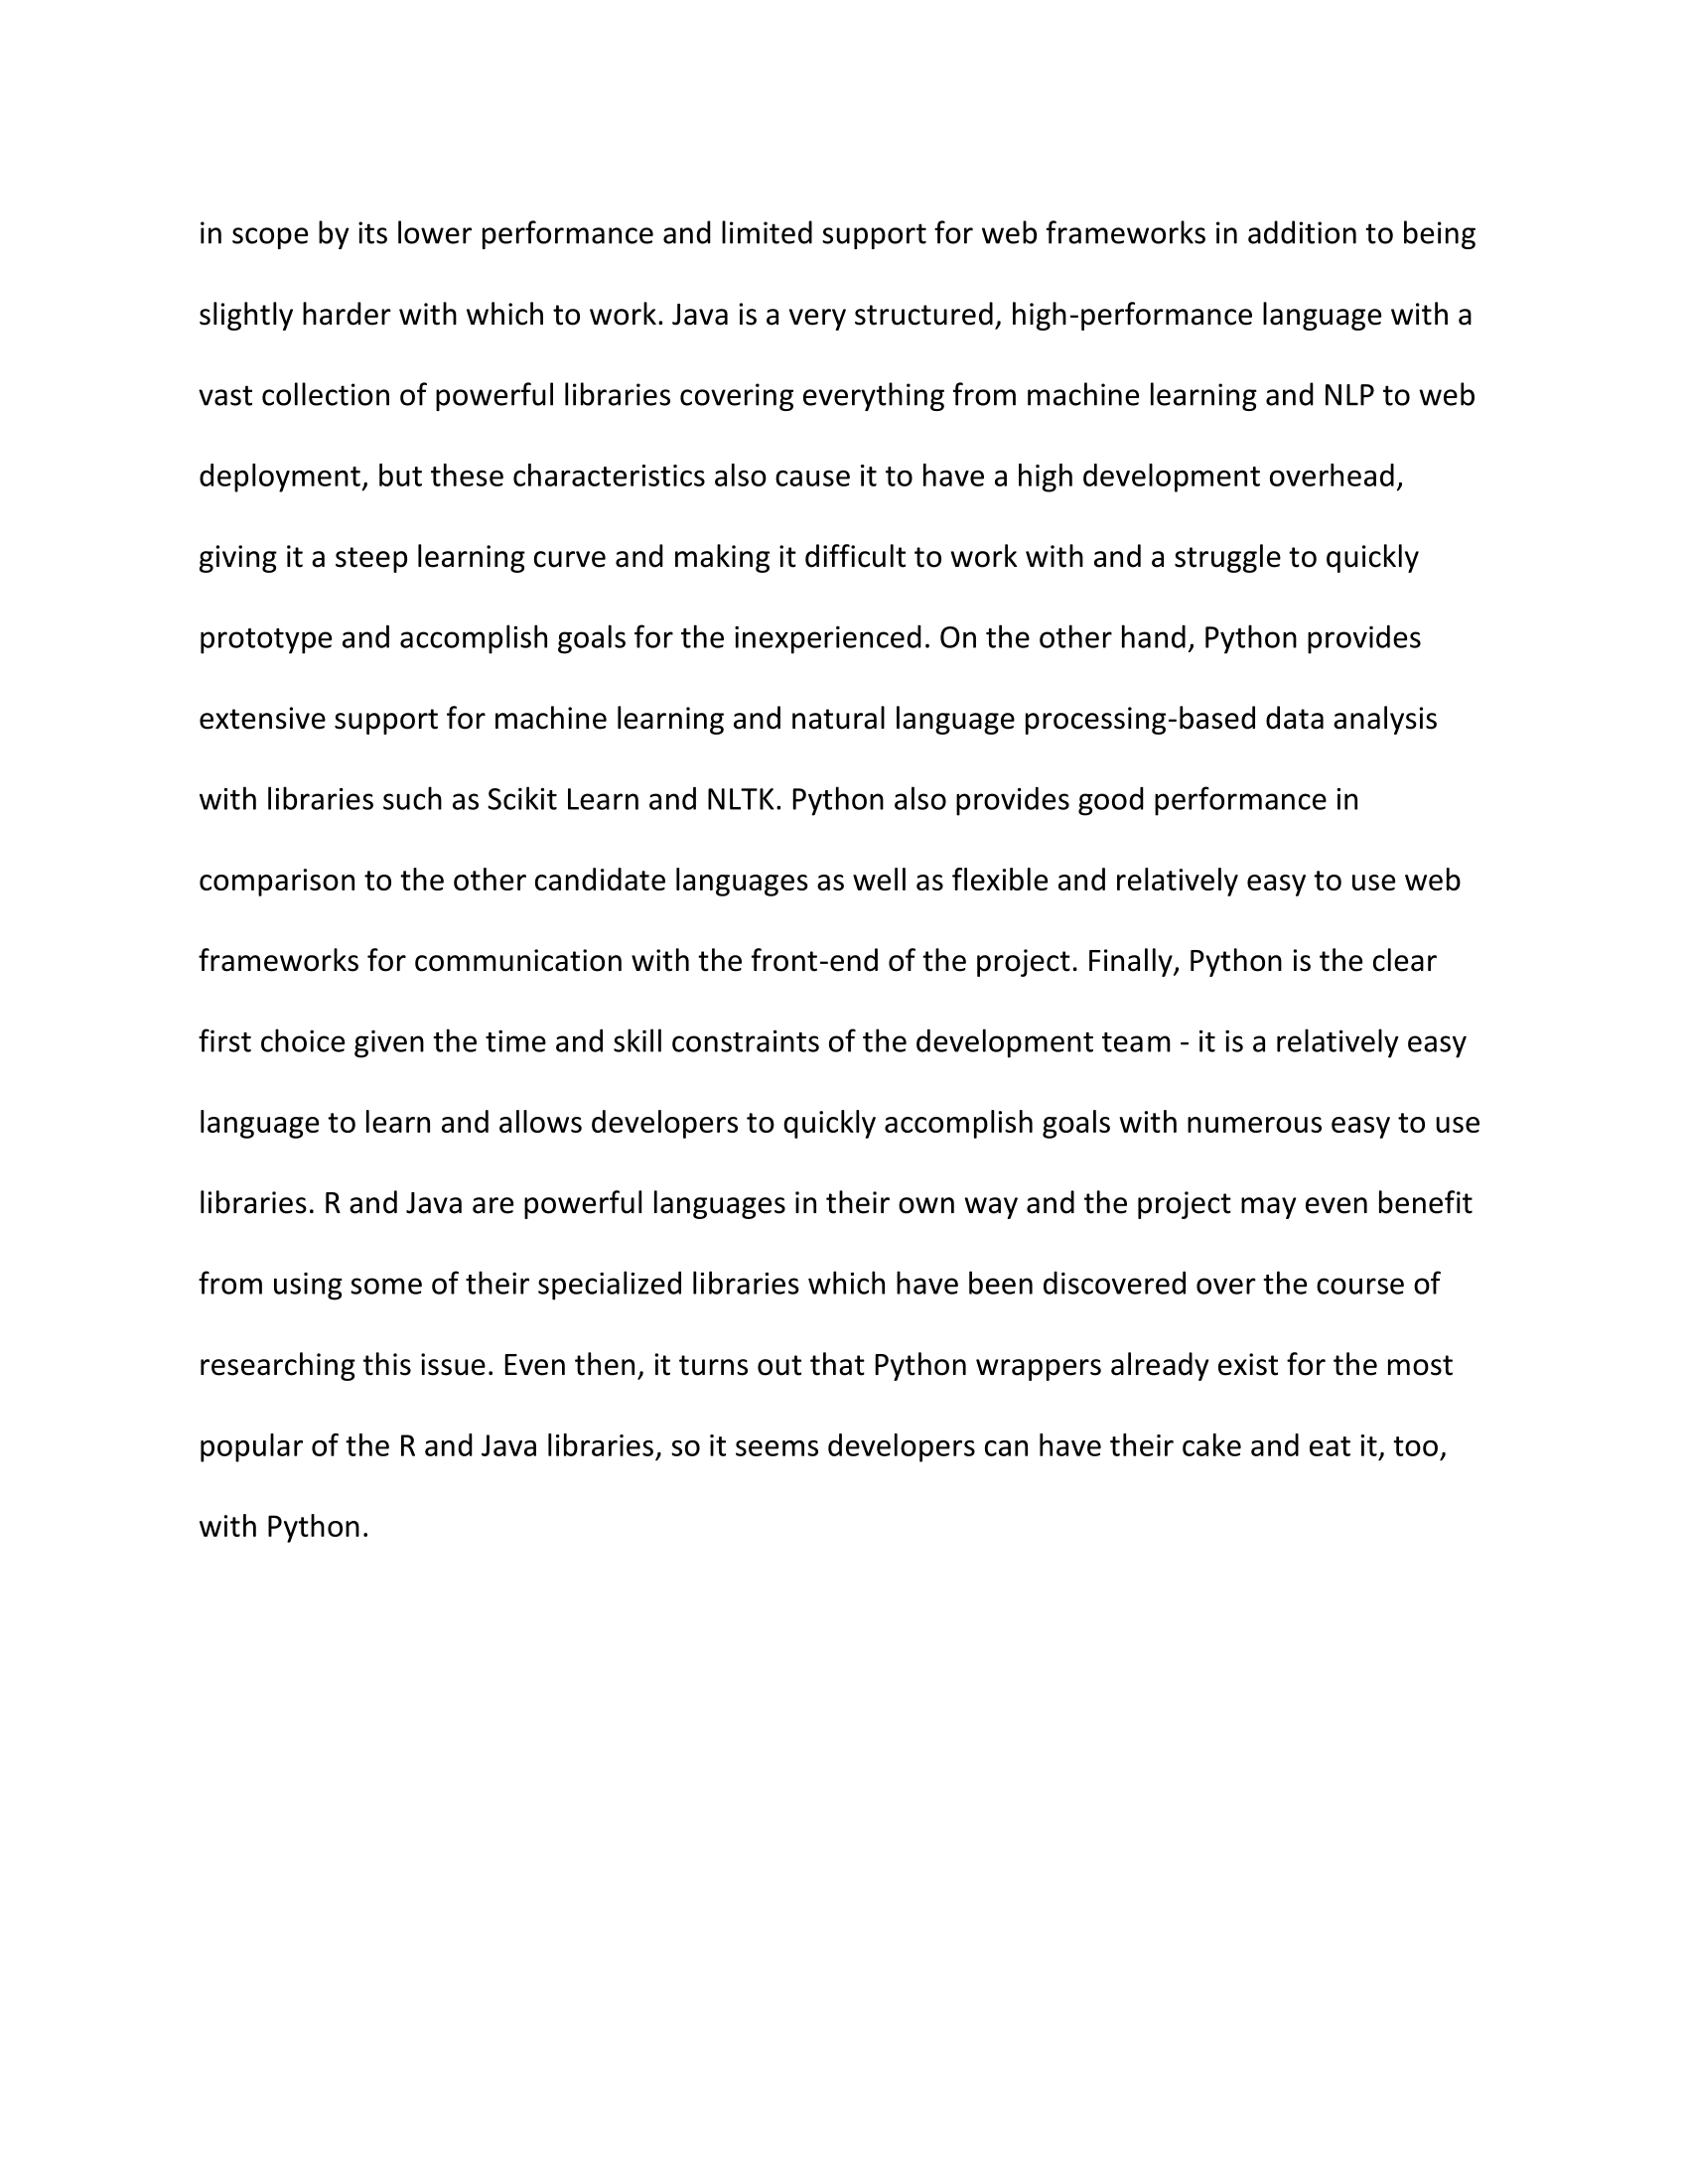 in scope by its lower performance and limited support for web frameworks in addition to being
slightly harder with which to work. Java is a very structured, high-performance language with a
vast collection of powerful libraries covering everything from machine learning and NLP to web
deployment, but these characteristics also cause it to have a high development overhead,
giving it a steep learning curve and making it difficult to work with and a struggle to quickly
prototype and accomplish goals for the inexperienced. On the other hand, Python provides
extensive support for machine learning and natural language processing-based data analysis
with libraries such as Scikit Learn and NLTK. Python also provides good performance in
comparison to the other candidate languages as well as flexible and relatively easy to use web
frameworks for communication with the front-end of the project. Finally, Python is the clear
first choice given the time and skill constraints of the development team - it is a relatively easy
language to learn and allows developers to quickly accomplish goals with numerous easy to use
libraries. R and Java are powerful languages in their own way and the project may even benefit
from using some of their specialized libraries which have been discovered over the course of
researching this issue. Even then, it turns out that Python wrappers already exist for the most
popular of the R and Java libraries, so it seems developers can have their cake and eat it, too,
with Python.